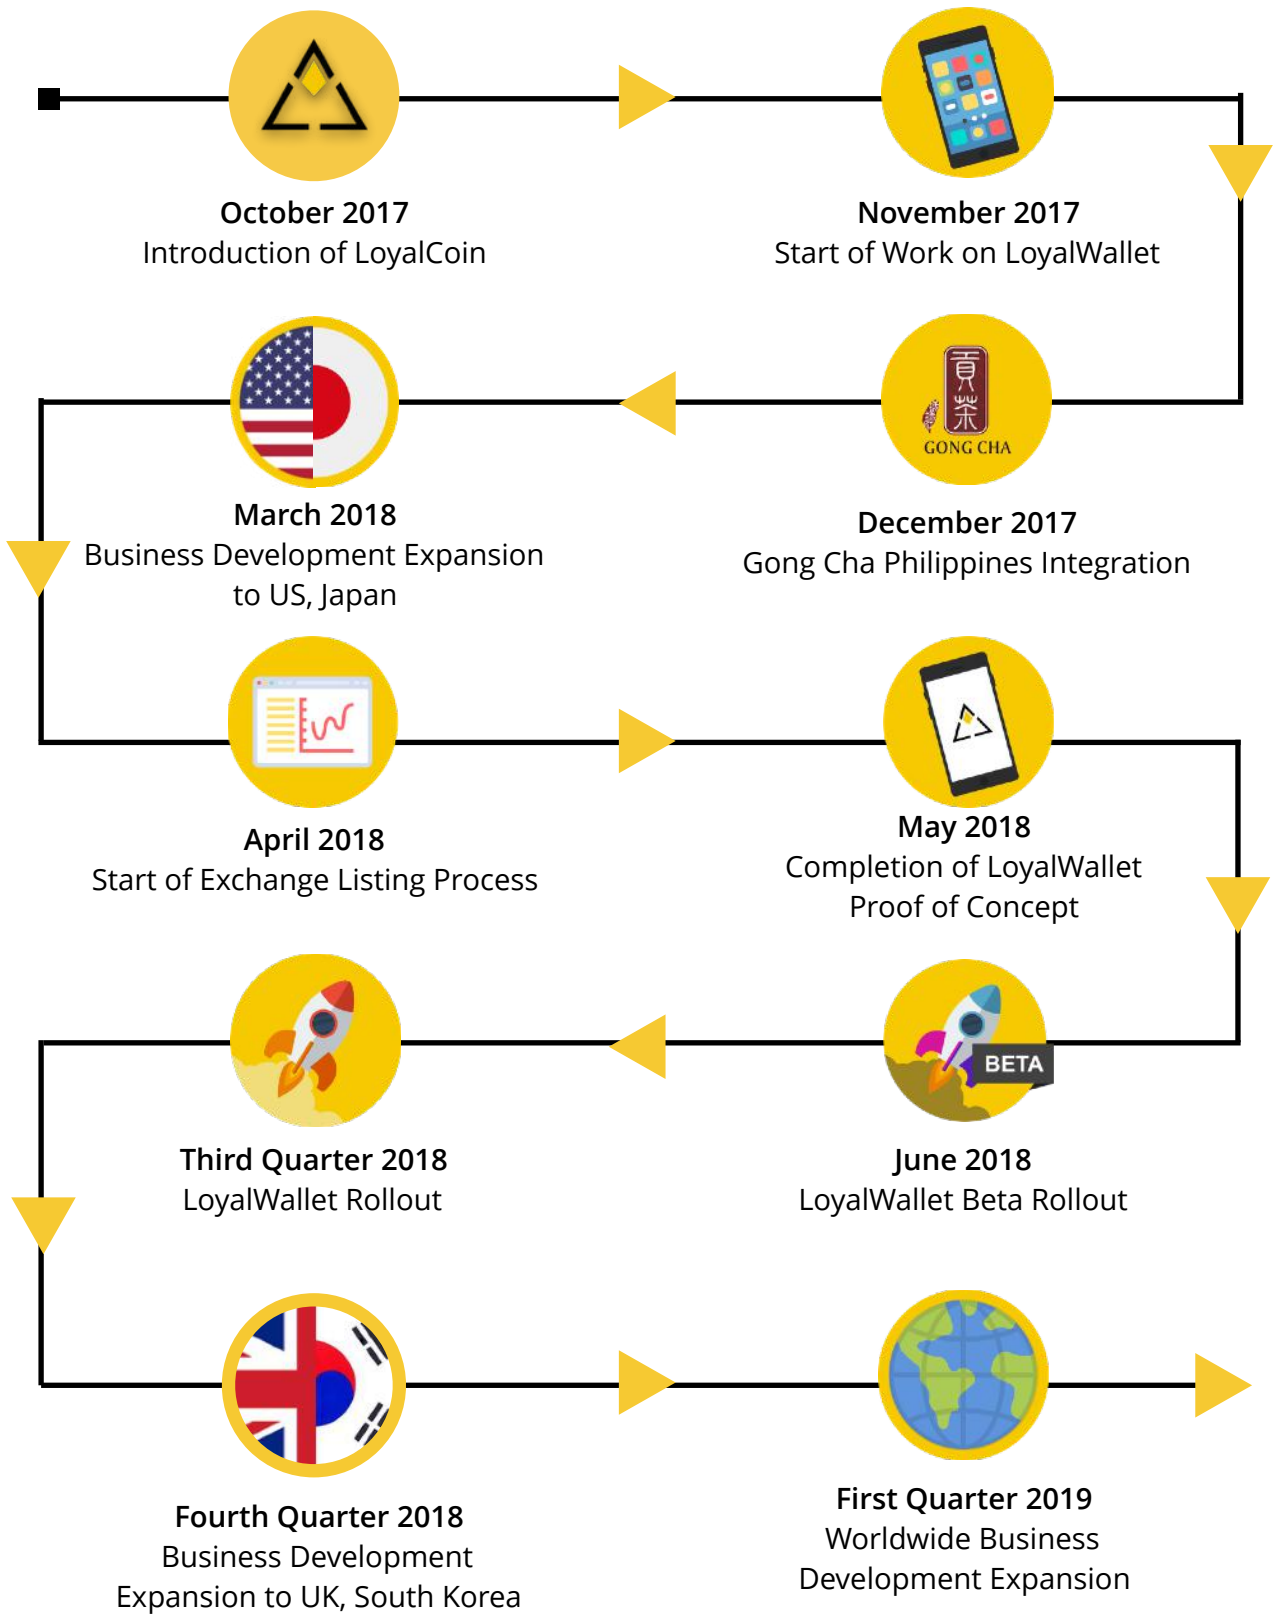 October 2017
Introduction of LoyalCoin
November 2017
Start of Work on LoyalWallet
貢茶
GONG CHA
December 2017
Gong Cha Philippines Integration
March 2018
Business Development Expansion
to US, Japan
April 2018
Start of Exchange Listing Process
May 2018
Completion of LoyalWallet
Proof of Concept
BETA
June 2018
LoyalWallet Beta Rollout
Third Quarter 2018
LoyalWallet Rollout
Fourth Quarter 2018
Business Development
Expansion to UK, South Korea
First Quarter 2019
Worldwide Business
Development Expansion